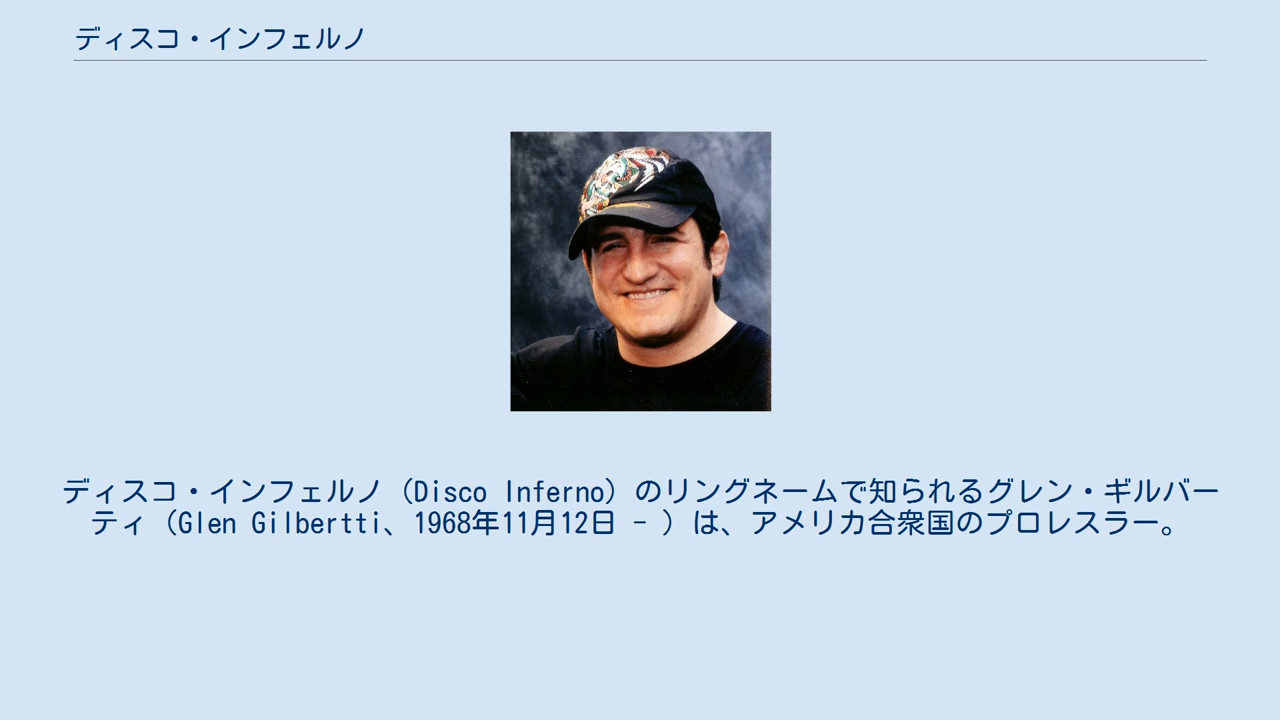 ディスコ・インフェルノ
ディスコ・インフェルノ（Disco Inferno）のリングネームで知られるグレン・ギルバー
ティ（Glen Gilbertti、1968年11月12日 - ）は、アメリカ合衆国のプロレスラー。